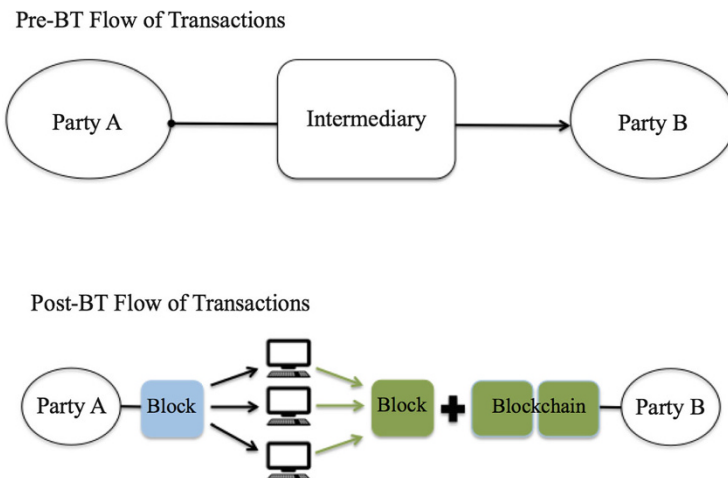 Pre-BT Flow of Transactions
Party A
Intermediary
Party B
Post-BT Flow of Transactions
Party A
Block
Block
Blockchain
Party B